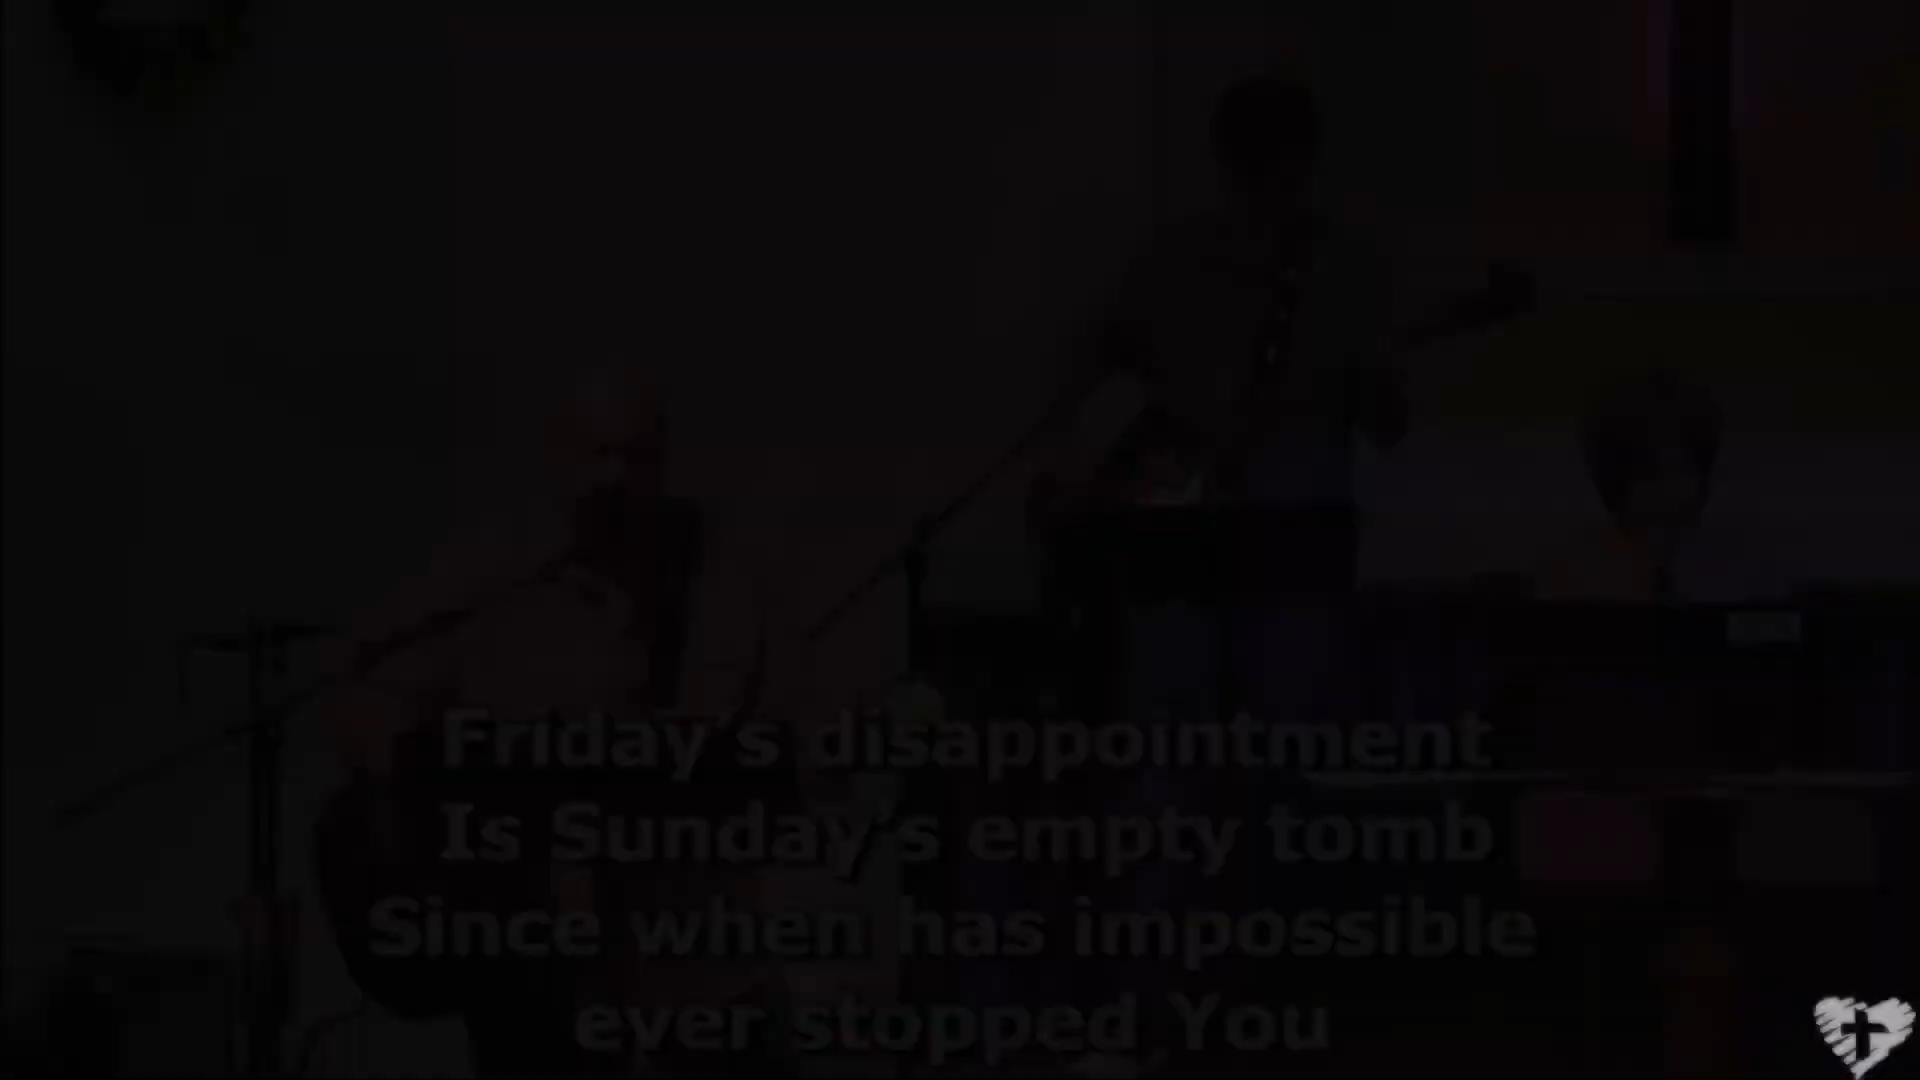 Friday's disappointment
Is Sunday's empty tomb
Since when has impossible
ever stopped You